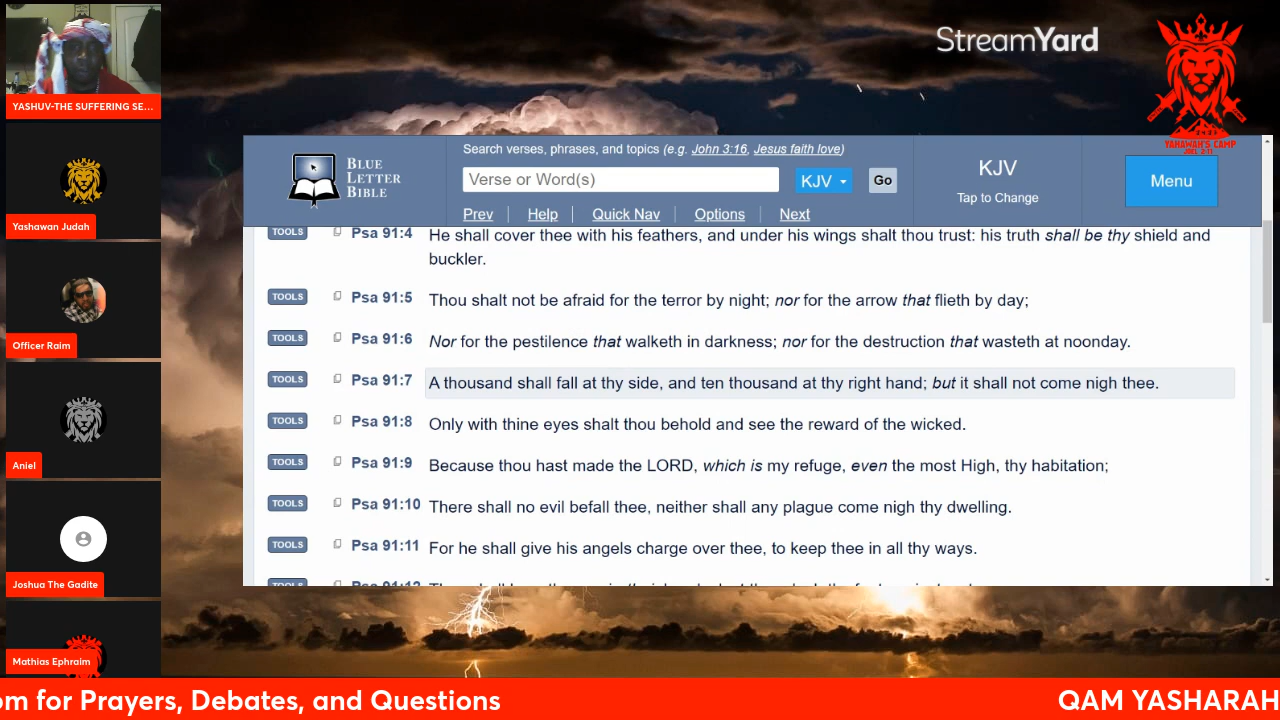 YASHUV-THE SUFFERING SE...
Yashawan Judah
Officer Raim
Aniel
Joshua The Gadite
Mathias Ephraim
StreamYard
YAHAWAH'S CAMP
JOEL 2:11
BLUE
LETTER
BIBLE
Search verses, phrases, and topics (e.g. John 3:16, Jesus faith love)
Verse or Word(s)
KJV
Go
Prev
Help
Quick Nav
Options
Next
KJV
Tap to Change
Menu
TOOLS Psa 91:4 He shall cover thee with his feathers, and under his wings shalt thou trust: his truth shall be thy shield and
buckler.
TOOLS Psa 91:5 Thou shalt not be afraid for the terror by night; nor for the arrow that flieth by day;
TOOLS Psa 91:6 Nor for the pestilence that walketh in darkness; nor for the destruction that wasteth at noonday.
TOOLS Psa 91:7 A thousand shall fall at thy side, and ten thousand at thy right hand; but it shall not come nigh thee.
TOOLS Psa 91:8 Only with thine eyes shalt thou behold and see the reward of the wicked.
TOOLS Psa 91:9 Because thou hast made the LORD, which is my refuge, even the most High, thy habitation;
TOOLS Psa 91:10 There shall no evil befall thee, neither shall any plague come nigh thy dwelling.
TOOLS Psa 91:11 For he shall give his angels charge over thee, to keep thee in all thy ways.
TOOLS Psa 91:12
om for Prayers, Debates, and Questions
QAM YASHARAH